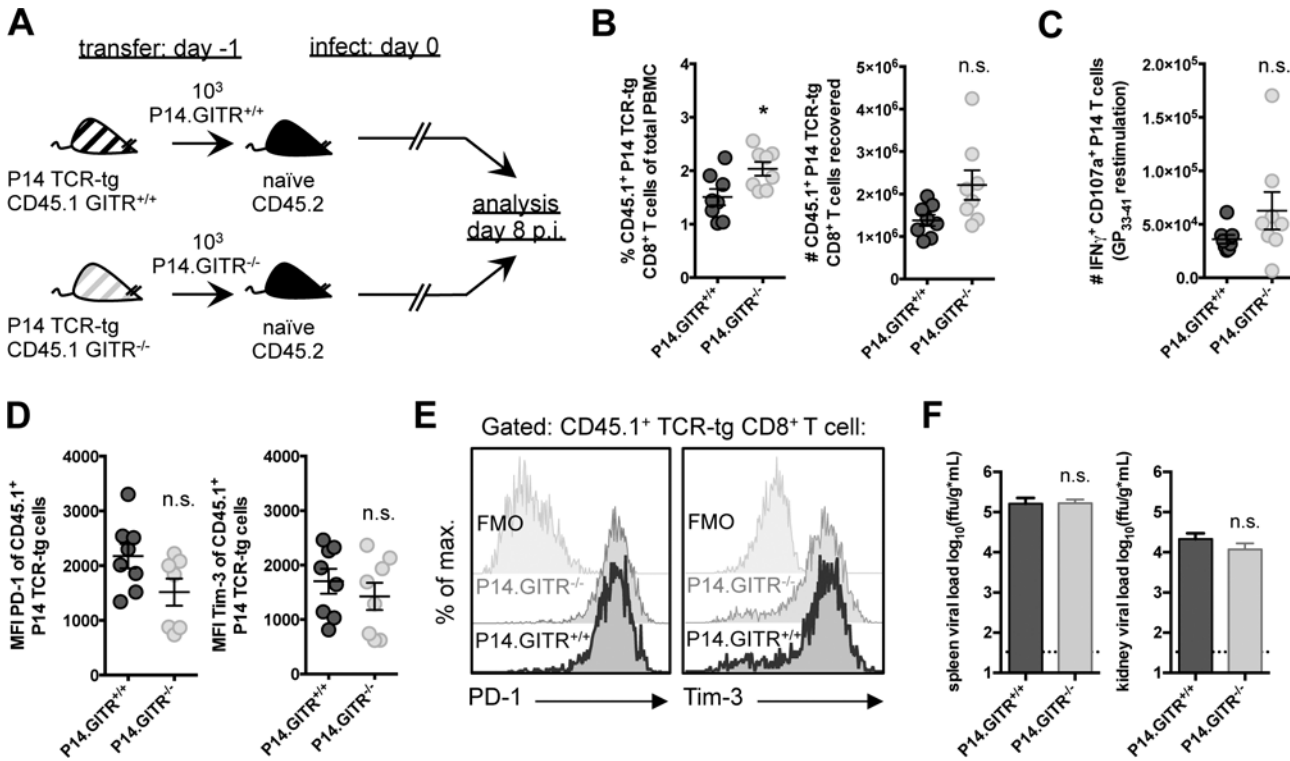 A
transfer: day -1
infect: day 0
10³
P14.GITR⁺/⁺
P14 TCR-tg
CD45.1 GITR⁺/⁺
naïve
CD45.2
analysis
day 8 p.i.
10³
P14.GITR⁻/⁻
P14 TCR-tg
CD45.1 GITR⁻/⁻
naïve
CD45.2
B
% CD45.1⁺ P14 TCR-tg
CD8⁺ T cells of total PBMC
4
3
2
1
0
*
P14.GITR⁺/⁺
P14.GITR⁻/⁻
# CD45.1⁺ P14 TCR-tg
CD8⁺ T cells recovered
5×10⁶
4×10⁶
3×10⁶
2×10⁶
1×10⁶
0
n.s.
P14.GITR⁺/⁺
P14.GITR⁻/⁻
C
# IFNγ⁺ CD107a⁺ P14 T cells
(GP₃₃₋₄₁ restimulation)
2.0×10⁵
1.5×10⁵
1.0×10⁵
5.0×10⁴
0.0
n.s.
P14.GITR⁺/⁺
P14.GITR⁻/⁻
D
MFI PD-1 of CD45.1⁺
P14 TCR-tg cells
4000
3000
2000
1000
0
n.s.
P14.GITR⁺/⁺
P14.GITR⁻/⁻
MFI Tim-3 of CD45.1⁺
P14 TCR-tg cells
4000
3000
2000
1000
0
n.s.
P14.GITR⁺/⁺
P14.GITR⁻/⁻
E
Gated: CD45.1⁺ TCR-tg CD8⁺ T cell:
% of max.
FMO
P14.GITR⁻/⁻
P14.GITR⁺/⁺
PD-1
FMO
P14.GITR⁻/⁻
P14.GITR⁺/⁺
Tim-3
F
spleen viral load log₁₀(ffu/g*mL)
6
5
4
3
2
1
n.s.
P14.GITR⁺/⁺
P14.GITR⁻/⁻
kidney viral load log₁₀(ffu/g*mL)
6
5
4
3
2
1
n.s.
P14.GITR⁺/⁺
P14.GITR⁻/⁻